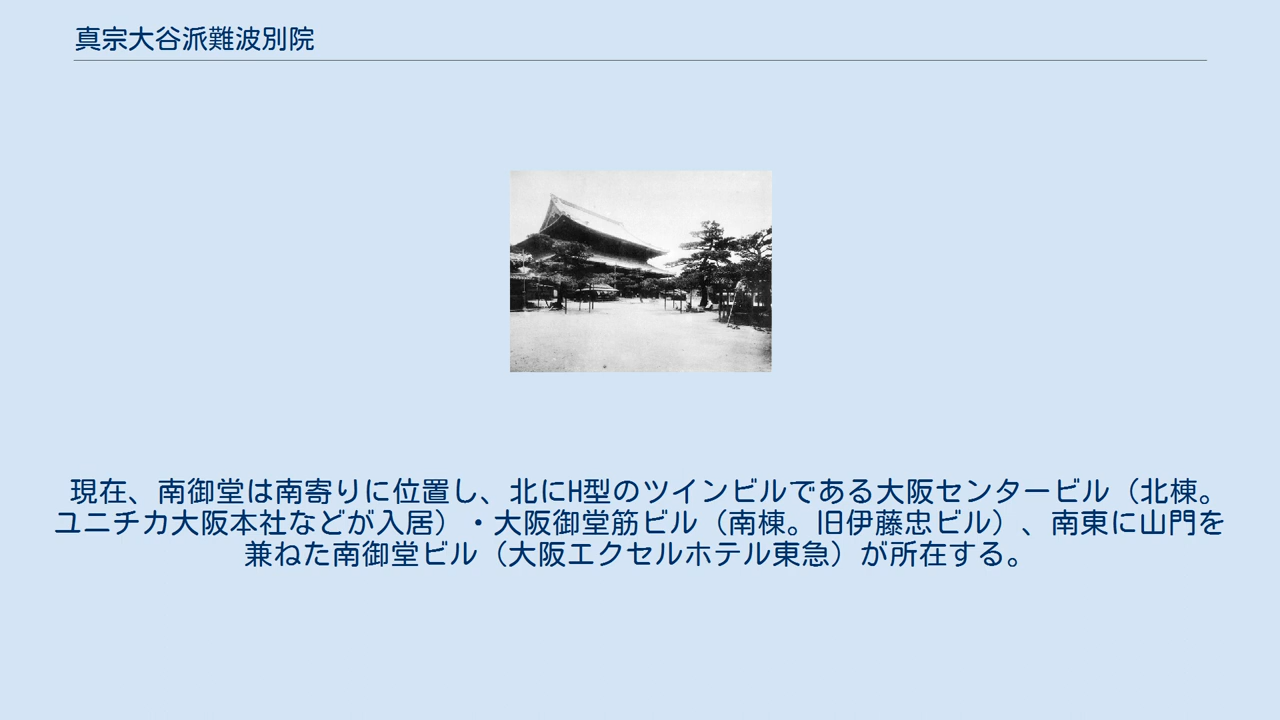 真宗大谷派難波別院
現在、南御堂は南寄りに位置し、北にH型のツインビルである大阪センタービル（北棟。
ユニチカ大阪本社などが入居）・大阪御堂筋ビル（南棟。旧伊藤忠ビル）、南東に山門を
兼ねた南御堂ビル（大阪エクセルホテル東急）が所在する。